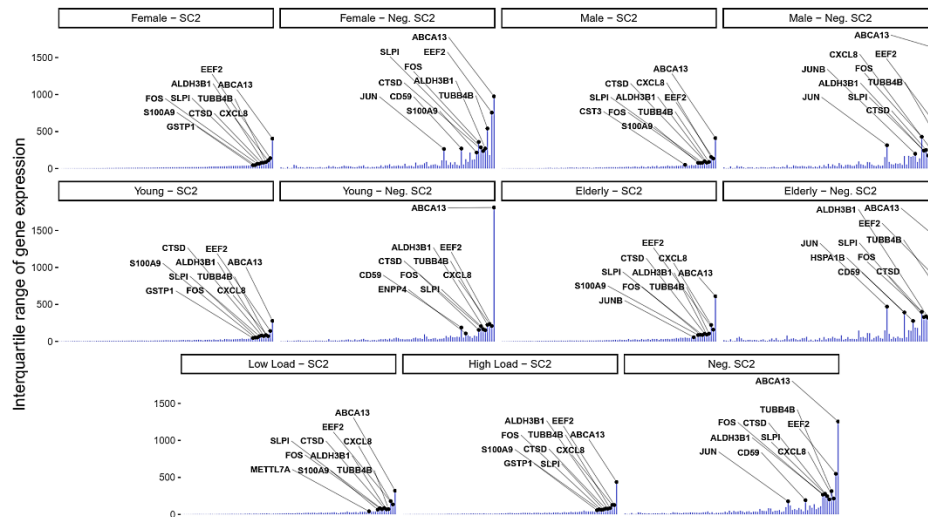 Female − SC2
Female − Neg. SC2
Male − SC2
Male − Neg. SC2
Interquartile range of gene expression
1500
1000
500
0
EEF2
ALDH3B1 ABCA13
FOS SLPI TUBB4B
S100A9 CTSD CXCL8
GSTP1
ABCA13
SLPI EEF2
FOS
CTSD ALDH3B1
JUN CD59 TUBB4B
S100A9
ABCA13
CTSD CXCL8
SLPI ALDH3B1 EEF2
CST3 FOS TUBB4B
S100A9
ABCA13
CXCL8 EEF2
JUNB FOS
ALDH3B1 TUBB4B
JUN SLPI
CTSD
Young − SC2
Young − Neg. SC2
Elderly − SC2
Elderly − Neg. SC2
1500
1000
500
0
CTSD EEF2
S100A9 ALDH3B1 ABCA13
SLPI TUBB4B
GSTP1 FOS CXCL8
ABCA13
ALDH3B1 EEF2
CTSD TUBB4B
CD59 FOS CXCL8
ENPP4 SLPI
EEF2
CTSD CXCL8
SLPI ALDH3B1 ABCA13
S100A9 FOS TUBB4B
JUNB
ALDH3B1 ABCA13
EEF2
JUN SLPI TUBB4B
HSPA1B FOS
CD59 CTSD
Low Load − SC2
High Load − SC2
Neg. SC2
1500
1000
500
0
ABCA13
EEF2
SLPI CTSD CXCL8
FOS ALDH3B1
METTL7A S100A9 TUBB4B
ALDH3B1 EEF2
FOS TUBB4B ABCA13
S100A9 CTSD CXCL8
GSTP1 SLPI
ABCA13
TUBB4B
FOS CTSD EEF2
ALDH3B1 SLPI
JUN CD59 CXCL8